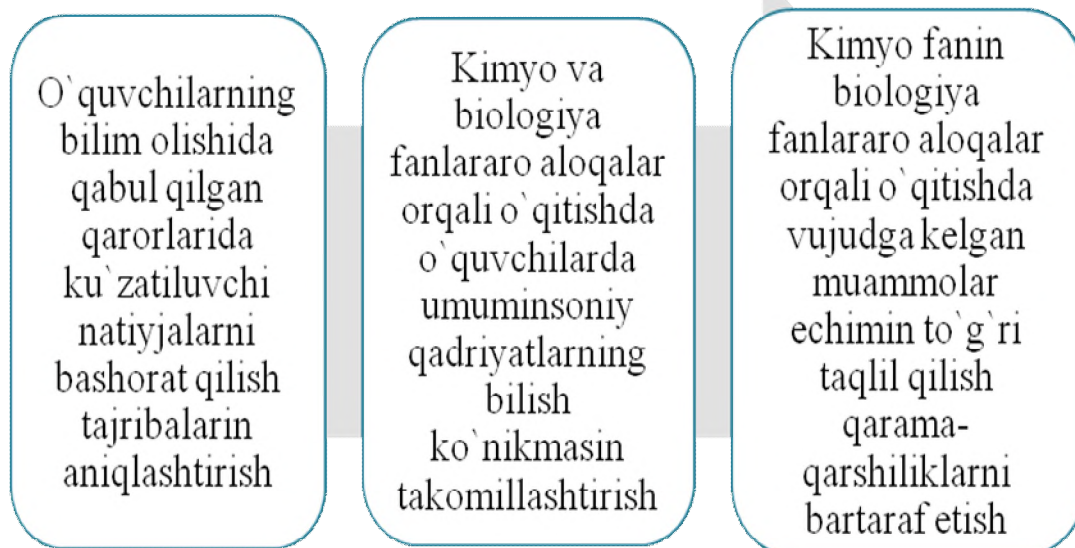 O`quvchilarning
bilim olishida
qabul qilgan
qarorlarida
ku`zatiluvchi
natiyjalarni
bashorat qilish
tajribalarin
aniqlashtirish
Kimyo va
biologiya
fanlararo aloqalar
orqali o`qitishda
o`quvchilarda
umuminsoniy
qadriyatlarning
bilish
ko`nikmasin
takomillashtirish
Kimyo fanin
biologiya
fanlararo aloqalar
orqali o`qitishda
vujudga kelgan
muammolar
echimin to`g`ri
taqlil qilish
qarama-
qarshiliklarni
bartaraf etish